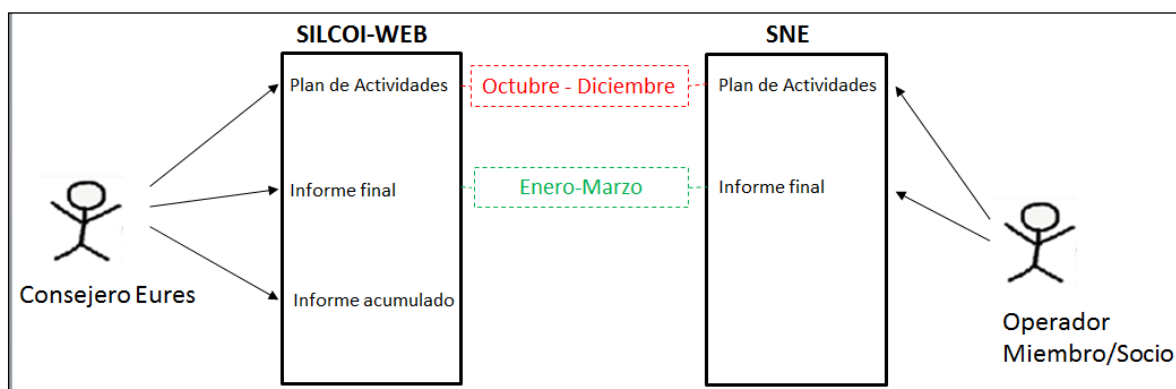 SILCOI-WEB
SNE
Plan de Actividades
Octubre - Diciembre
Plan de Actividades
Informe final
Enero-Marzo
Informe final
Consejero Eures
Informe acumulado
Operador
Miembro/Socio